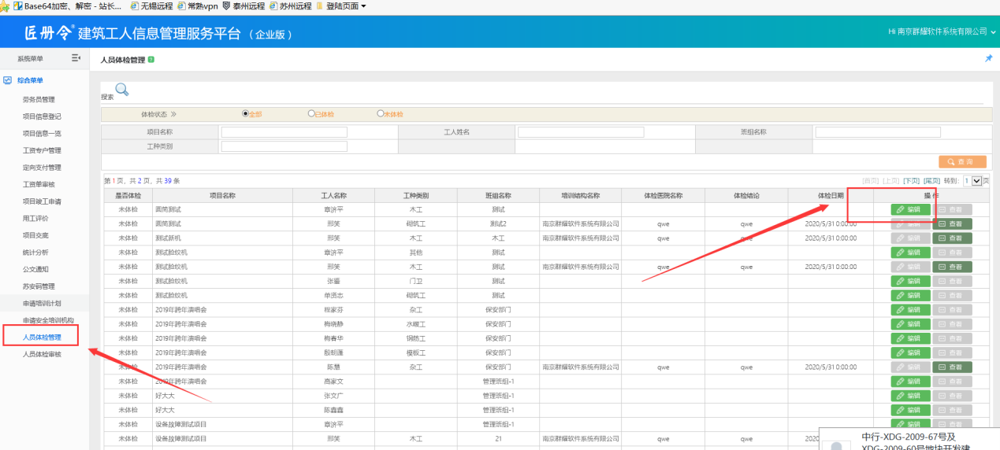 Base64加密、解密 - 站长... 无锡远程 常熟vpn 泰州远程 苏州远程 登陆页面
匠册令® 建筑工人信息管理服务平台 （企业版） Hi 南京群耀软件系统有限公司
系统菜单 人员体检管理
综合菜单
劳务员管理
项目信息登记
项目信息一览
工资专户管理
定向支付管理
工资单审核
项目竣工申请
用工评价
项目交底
统计分析
公文通知
苏安码管理
申请培训计划
申请安全培训机构
人员体检管理
人员体检审核
搜索
体检状态 全部 已体检 未体检
项目名称 工人姓名 班组名称
工种类别
查 询
第1页, 共2页, 共39条 [首页] [上页] [下页] [尾页] 转到: 1 页
是否体检 项目名称 工人名称 工种类别 班组名称 培训结构名称 体检医院名称 体检结论 体检日期 操 作
未体检 圆筒测试 章济平 木工 测试 编辑 查看
未体检 圆筒测试 邢笑 砌筑工 测试2 南京群耀软件系统有限公司 qwe qwe 2020/5/31 0:00:00 编辑 查看
未体检 测试新机 邢笑 木工 木工 南京群耀软件系统有限公司 qwe qwe 2020/5/31 0:00:00 编辑 查看
未体检 测试脸纹机 章济平 其他 测试 编辑 查看
未体检 测试脸纹机 邢笑 木工 测试 南京群耀软件系统有限公司 qwe qwe 2020/5/31 0:00:00 编辑 查看
未体检 测试脸纹机 张鎏 门卫 测试 编辑 查看
未体检 测试脸纹机 单贤志 砌筑工 测试 编辑 查看
未体检 2019年跨年演唱会 程家芬 杂工 保安部门 编辑 查看
未体检 2019年跨年演唱会 梅晓静 水暖工 保安部门 编辑 查看
未体检 2019年跨年演唱会 梅春华 钢筋工 保安部门 编辑 查看
未体检 2019年跨年演唱会 殷朝莲 模板工 保安部门 编辑 查看
未体检 2019年跨年演唱会 陈慧 杂工 保安部门 南京群耀软件系统有限公司 qwe qwe 2020/5/31 0:00:00 编辑 查看
未体检 2019年跨年演唱会 高家文 管理班组-1 编辑 查看
未体检 好大大 张文广 管理班组-1 编辑 查看
未体检 好大大 陈鑫鑫 管理班组-1 编辑 查看
未体检 设备故障测试项目 章济平 管理班组-1 编辑 查看
未体检 设备故障测试项目 邢笑 木工 21 南京群耀软件系统有限公司 qwe qwe 202
中行-XDG-2009-67号及
XDG-2009-60号地块开发建